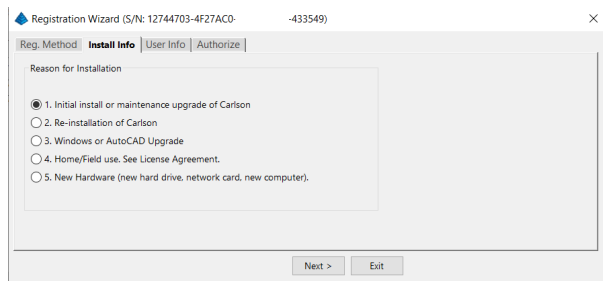 Registration Wizard (S/N: 12744703-4F27AC0- -433549)
Reg. Method Install Info User Info Authorize
Reason for Installation
1. Initial install or maintenance upgrade of Carlson
2. Re-installation of Carlson
3. Windows or AutoCAD Upgrade
4. Home/Field use. See License Agreement.
5. New Hardware (new hard drive, network card, new computer).
Next > Exit